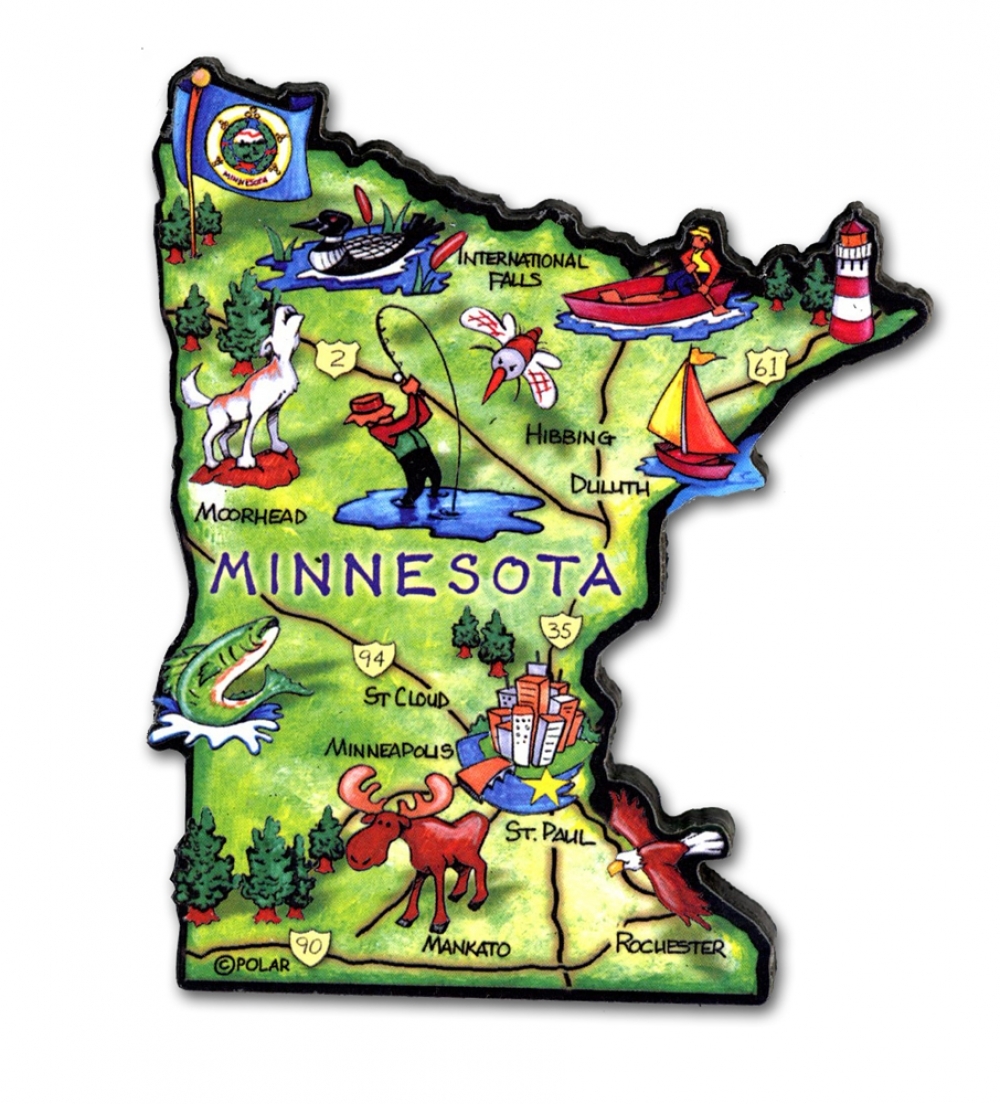 MINNESOTA
INTERNATIONAL
FALLS
2
61
HIBBING
DULUTH
MOORHEAD
MINNESOTA
35
94
ST CLOUD
MINNEAPOLIS
ST. PAUL
MANKATO
ROCHESTER
90
©POLAR